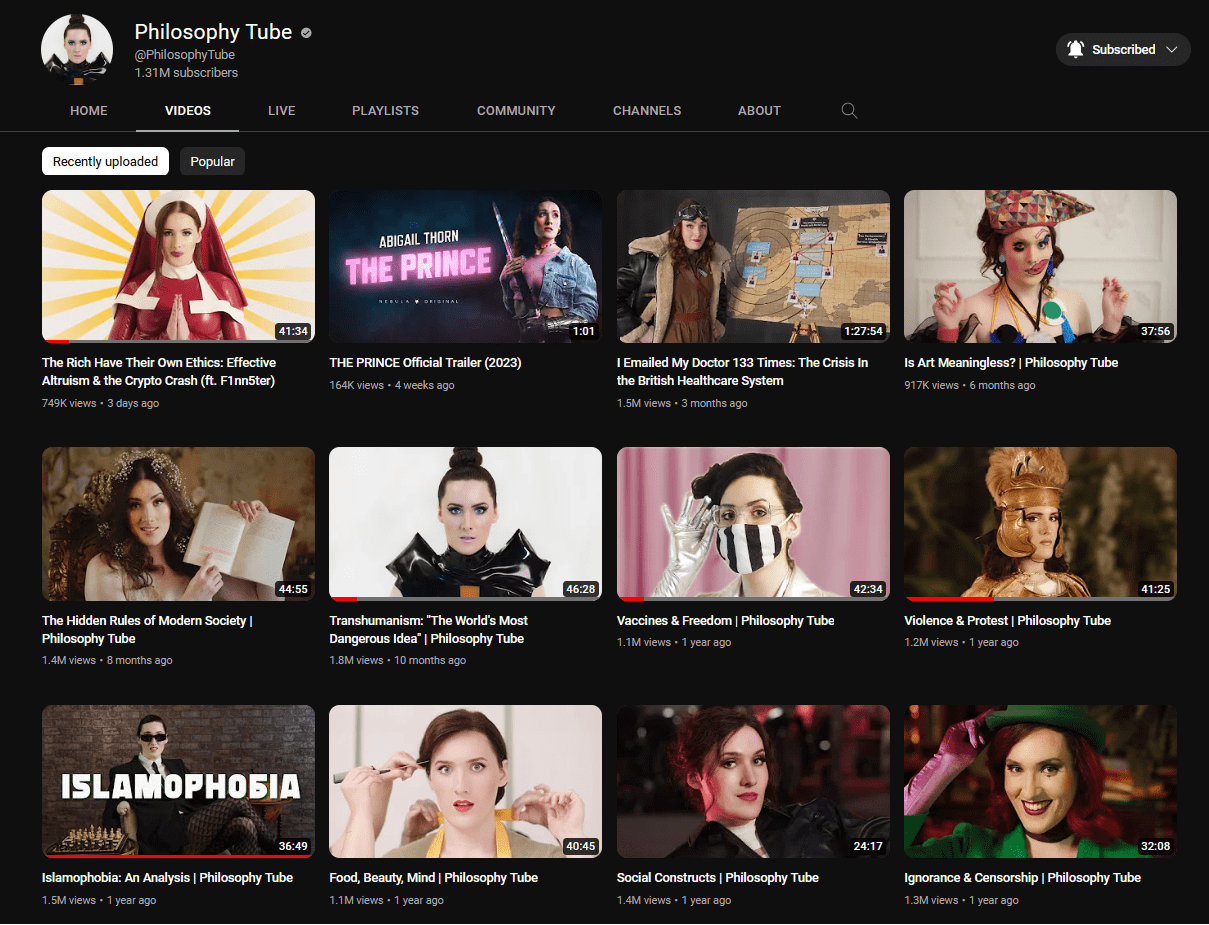 Philosophy Tube
@PhilosophyTube
1.31M subscribers
Subscribed
HOME
VIDEOS
LIVE
PLAYLISTS
COMMUNITY
CHANNELS
ABOUT
Recently uploaded
Popular
41:34
ABIGAIL THORN
THE PRINCE
NEBULA ORIGINAL
1:01
1:27:54
37:56
The Rich Have Their Own Ethics: Effective
Altruism & the Crypto Crash (ft. F1nn5ter)
749K views • 3 days ago
THE PRINCE Official Trailer (2023)
164K views • 4 weeks ago
I Emailed My Doctor 133 Times: The Crisis In
the British Healthcare System
1.5M views • 3 months ago
Is Art Meaningless? | Philosophy Tube
917K views • 6 months ago
44:55
46:28
42:34
41:25
The Hidden Rules of Modern Society |
Philosophy Tube
1.4M views • 8 months ago
Transhumanism: "The World's Most
Dangerous Idea" | Philosophy Tube
1.8M views • 10 months ago
Vaccines & Freedom | Philosophy Tube
1.1M views • 1 year ago
Violence & Protest | Philosophy Tube
1.2M views • 1 year ago
ISLAMOPHOBIA
36:49
40:45
24:17
32:08
Islamophobia: An Analysis | Philosophy Tube
1.5M views • 1 year ago
Food, Beauty, Mind | Philosophy Tube
1.1M views • 1 year ago
Social Constructs | Philosophy Tube
1.4M views • 1 year ago
Ignorance & Censorship | Philosophy Tube
1.3M views • 1 year ago